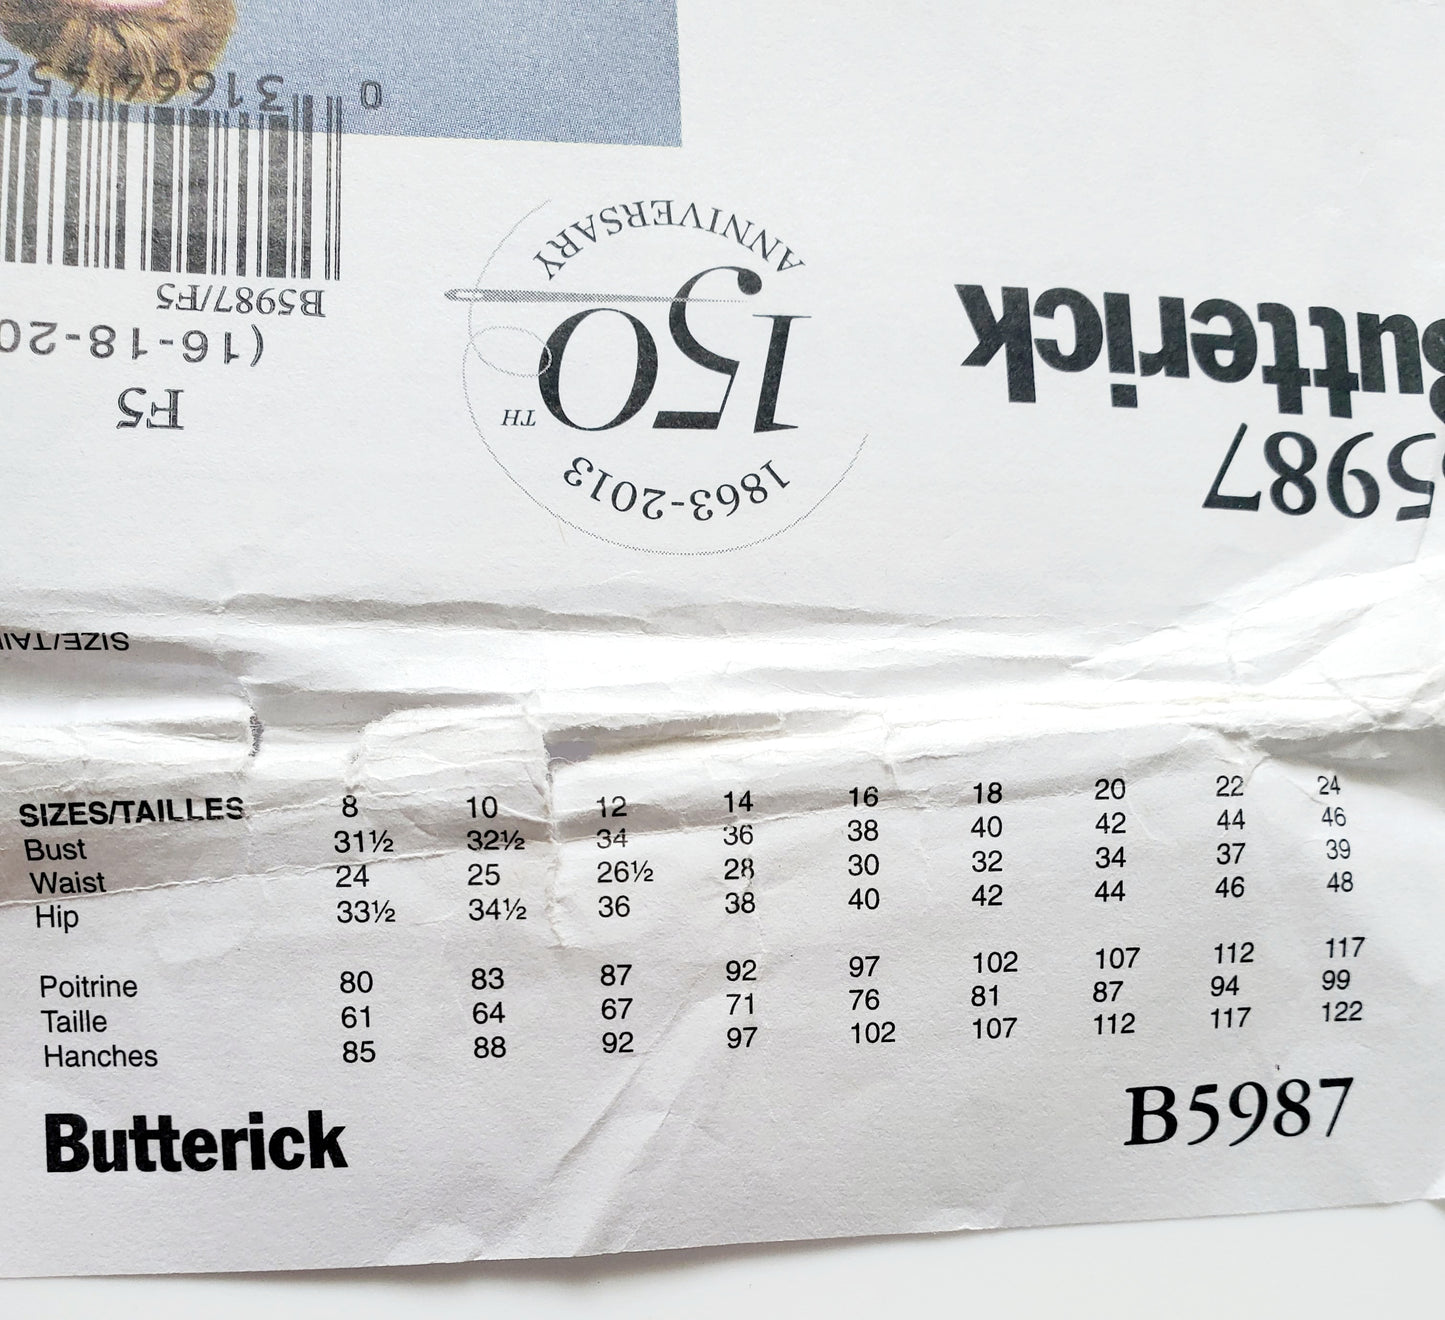 0 31664
B5987/F5
(16-18-20
F5
ANNIVERSARY
150
TH
1863-2013
Butterick
5987
SIZE/TAIL
SIZES/TAILLES 8 10 12 14 16 18 20 22 24
Bust 31½ 32½ 34 36 38 40 42 44 46
Waist 24 25 26½ 28 30 32 34 37 39
Hip 33½ 34½ 36 38 40 42 44 46 48
Poitrine 80 83 87 92 97 102 107 112 117
Taille 61 64 67 71 76 81 87 94 99
Hanches 85 88 92 97 102 107 112 117 122
Butterick B5987